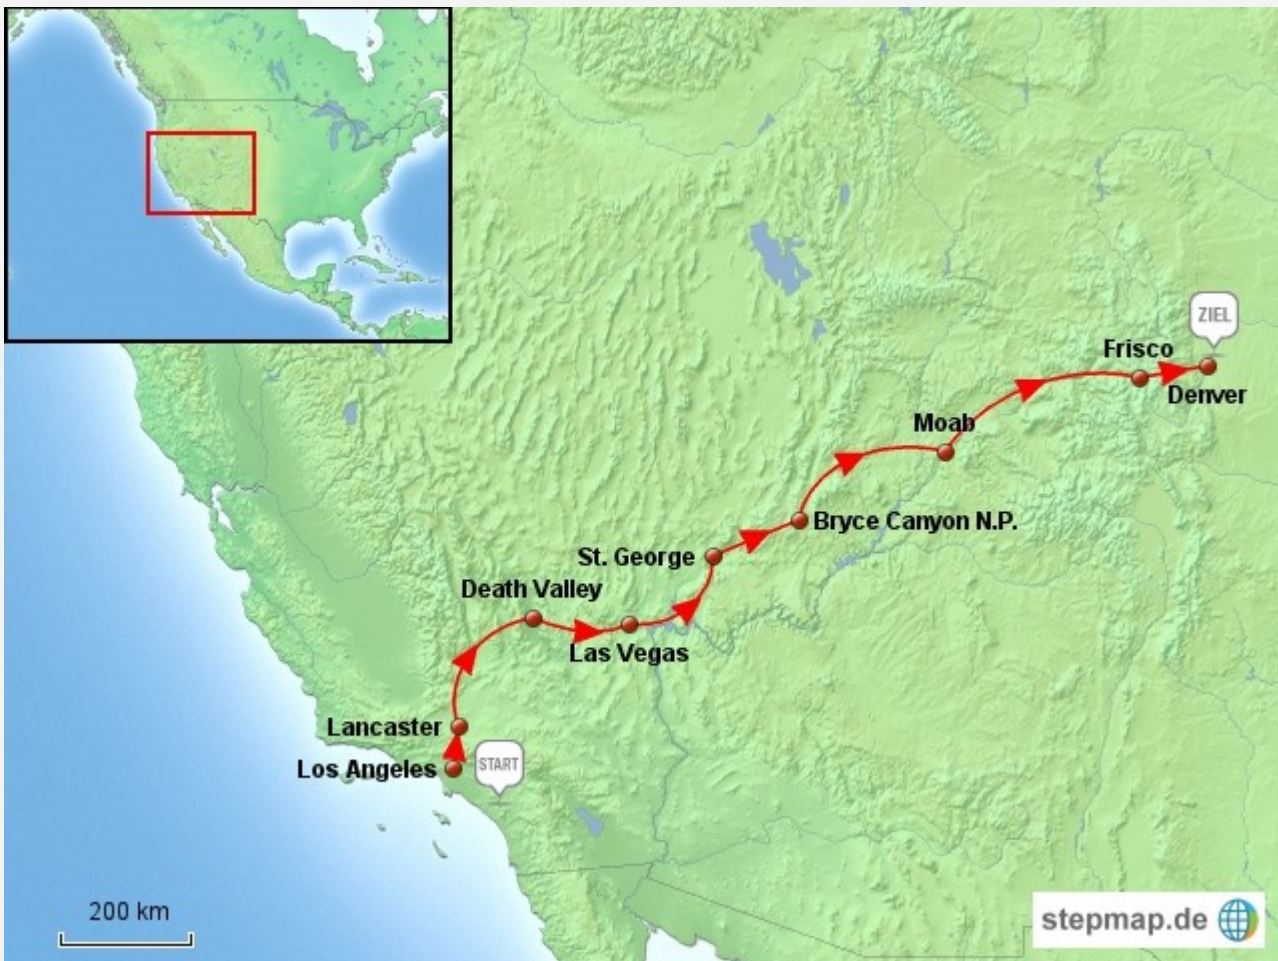 ZIEL
Frisco
Denver
Moab
Bryce Canyon N.P.
St. George
Death Valley
Las Vegas
Lancaster
Los Angeles
START
200 km
stepmap.de